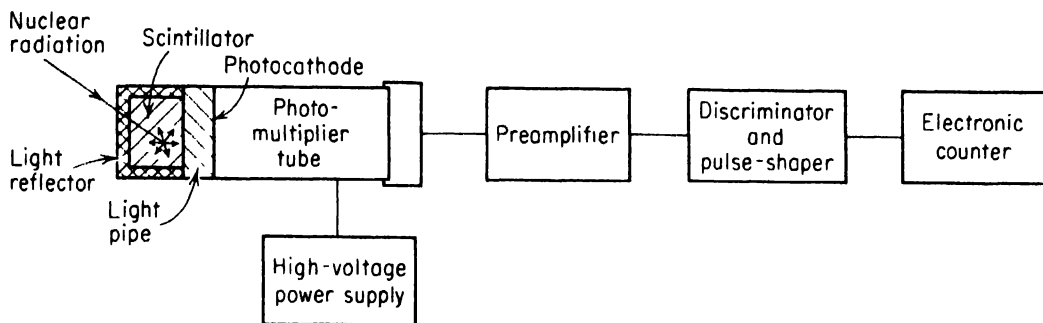 Nuclear
radiation
Scintillator
Photocathode
Photo-
multiplier
tube
Preamplifier
Discriminator
and
pulse-shaper
Electronic
counter
Light
reflector
Light
pipe
High-voltage
power supply